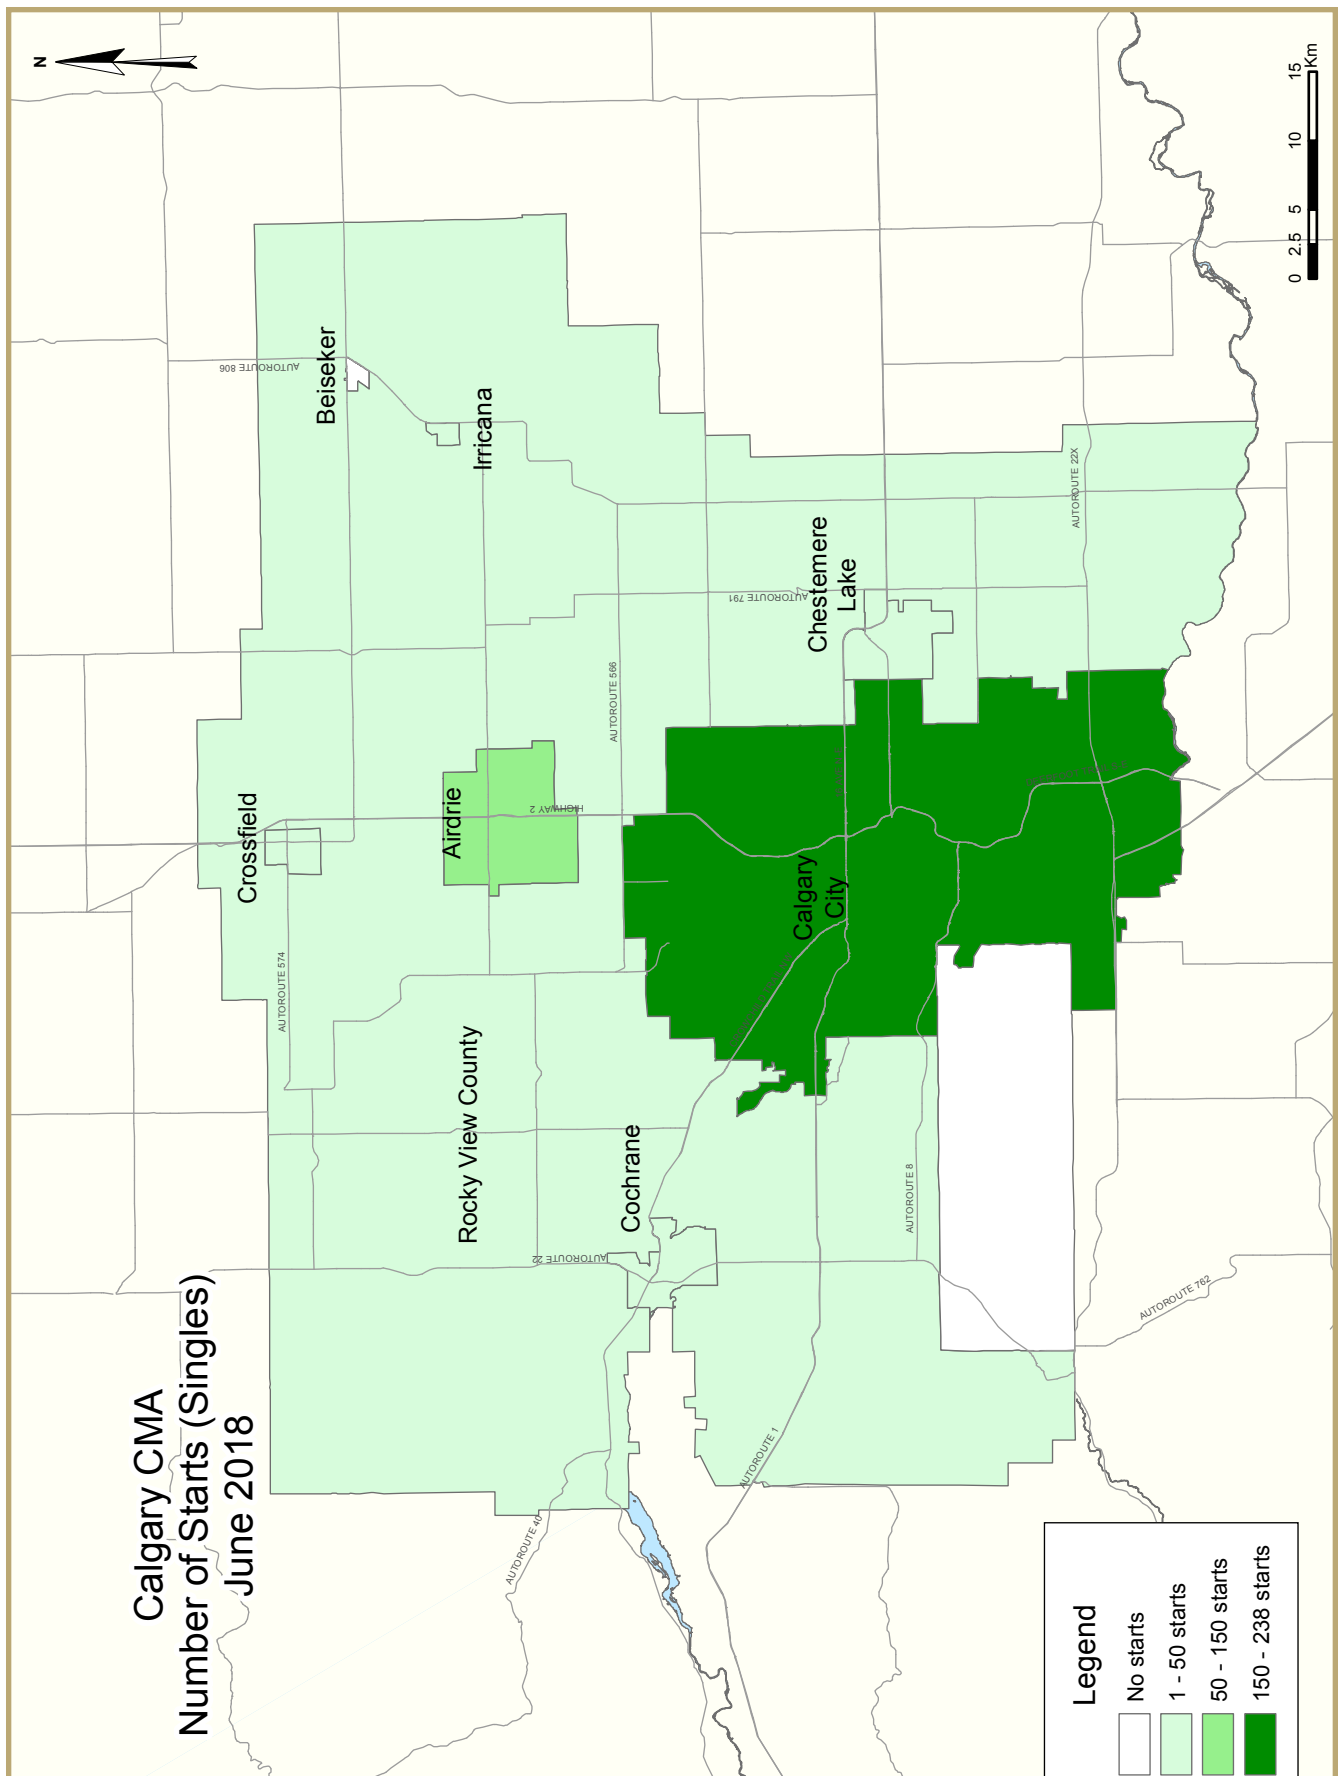 Calgary CMA
Number of Starts (Singles)
June 2018
N
Crossfield
Beiseker
Irricana
Airdrie
Rocky View County
Cochrane
Chestemere
Lake
Calgary
City
AUTOROUTE 574
AUTOROUTE 806
AUTOROUTE 566
AUTOROUTE 791
HIGHWAY 2
AUTOROUTE 22
AUTOROUTE 40
AUTOROUTE 1
AUTOROUTE 8
AUTOROUTE 22X
AUTOROUTE 762
Legend
No starts
1 - 50 starts
50 - 150 starts
150 - 238 starts
0 2.5 5 10 15
Km